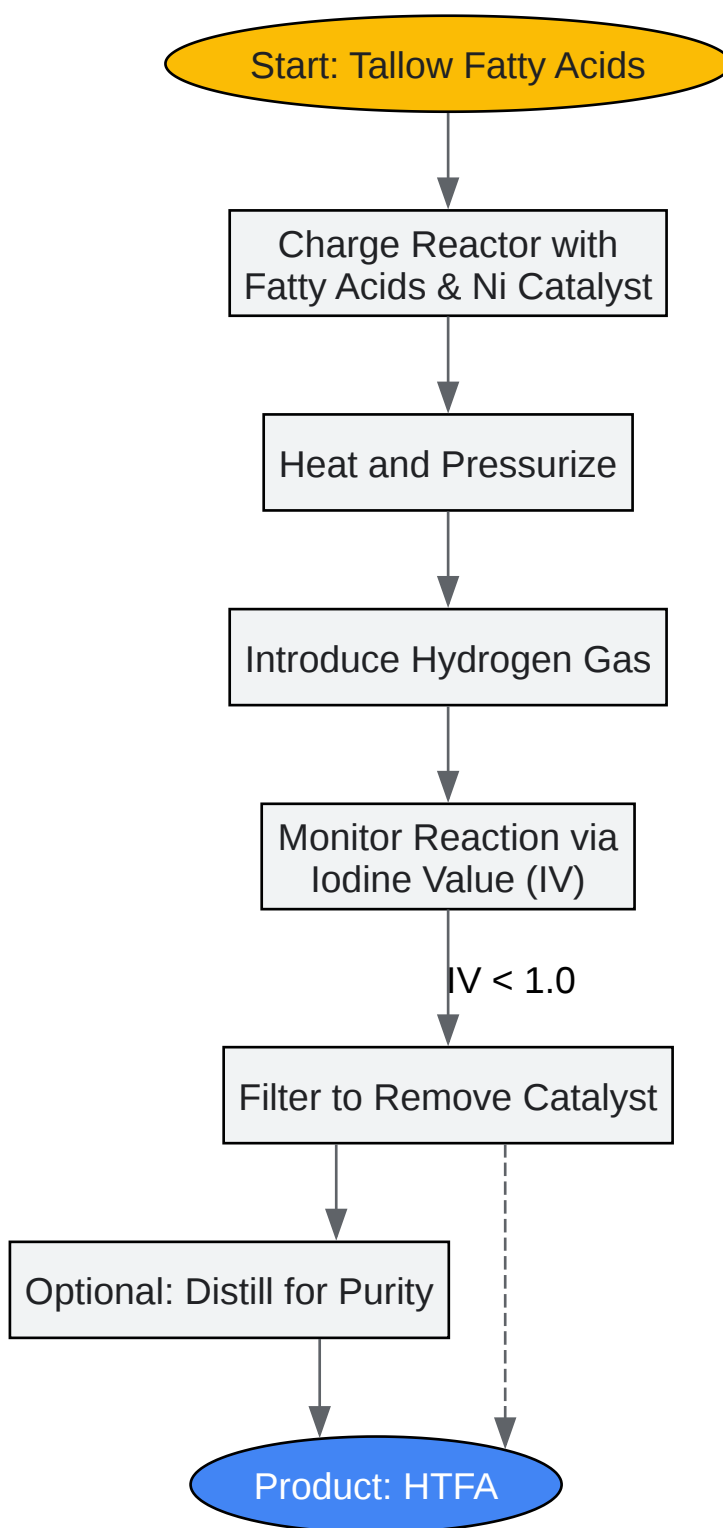 Start: Tallow Fatty Acids
Charge Reactor with
Fatty Acids & Ni Catalyst
Heat and Pressurize
Introduce Hydrogen Gas
Monitor Reaction via
Iodine Value (IV)
IV < 1.0
Filter to Remove Catalyst
Optional: Distill for Purity
Product: HTFA